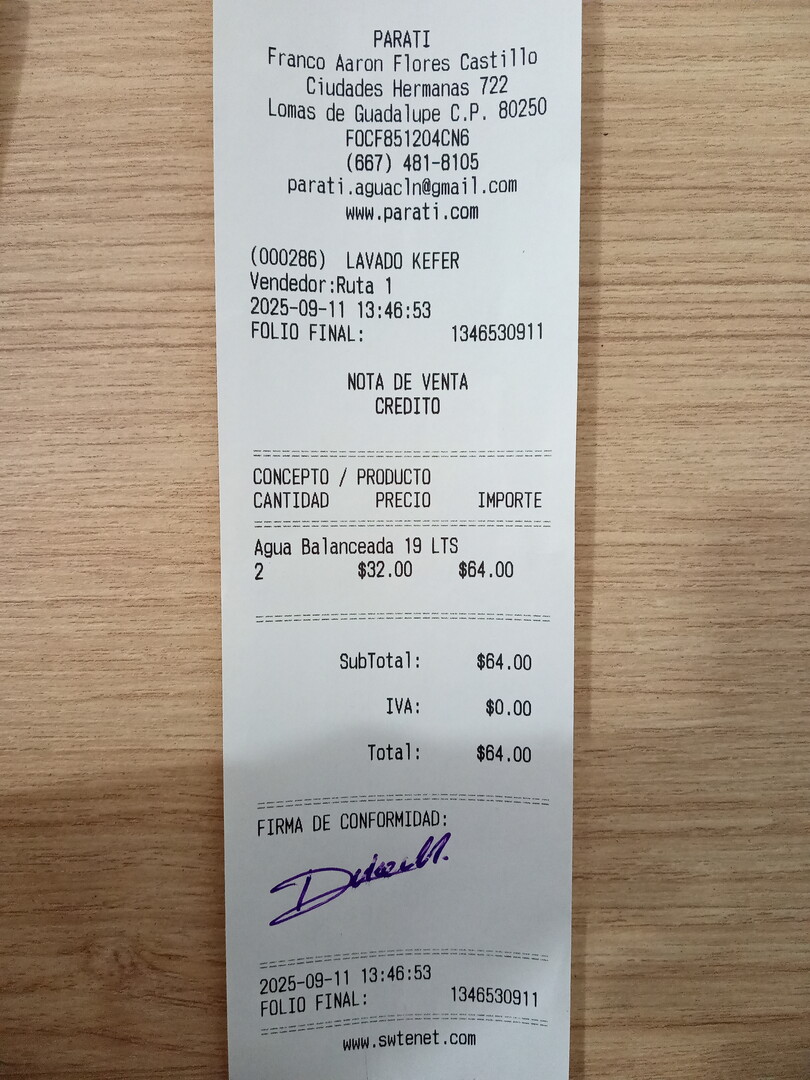 PARATI
Franco Aaron Flores Castillo
Ciudades Hermanas 722
Lomas de Guadalupe C.P. 80250
FOCF851204CN6
(667) 481-8105
parati.aguacln@gmail.com
www.parati.com
(000286) LAVADO KEFER
Vendedor:Ruta 1
2025-09-11 13:46:53
FOLIO FINAL: 1346530911
NOTA DE VENTA
CREDITO
CONCEPTO / PRODUCTO
CANTIDAD PRECIO IMPORTE
Agua Balanceada 19 LTS
2 $32.00 $64.00
SubTotal: $64.00
IVA: $0.00
Total: $64.00
FIRMA DE CONFORMIDAD:
2025-09-11 13:46:53
FOLIO FINAL: 1346530911
www.swtenet.com